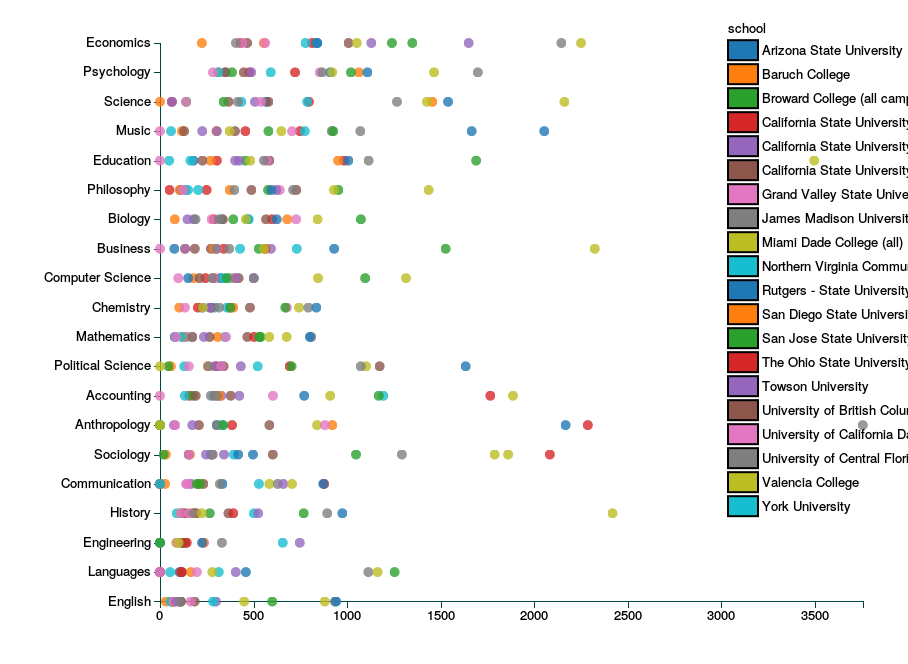 school
Economics
Psychology
Science
Music
Education
Philosophy
Biology
Business
Computer Science
Chemistry
Mathematics
Political Science
Accounting
Anthropology
Sociology
Communication
History
Engineering
Languages
English
0 500 1000 1500 2000 2500 3000 3500
Arizona State University
Baruch College
Broward College (all cam
California State University
California State University
California State University
Grand Valley State Unive
James Madison Universit
Miami Dade College (all)
Northern Virginia Commu
Rutgers - State University
San Diego State Universi
San Jose State University
The Ohio State University
Towson University
University of British Colu
University of California Da
University of Central Flori
Valencia College
York University